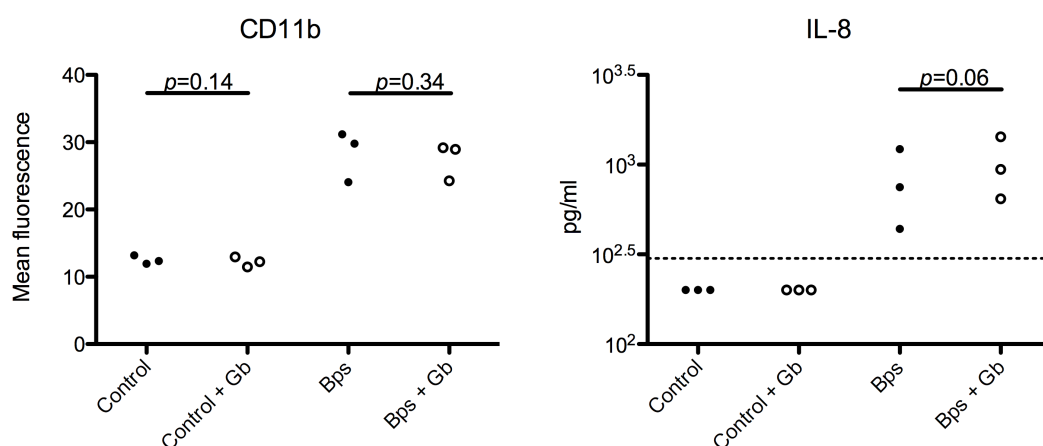 CD11b
p=0.14
p=0.34
40
30
20
10
0
Mean fluorescence
Control
Control + Gb
Bps
Bps + Gb
IL-8
p=0.06
10^3.5
10^3
10^2.5
10^2
pg/ml
Control
Control + Gb
Bps
Bps + Gb